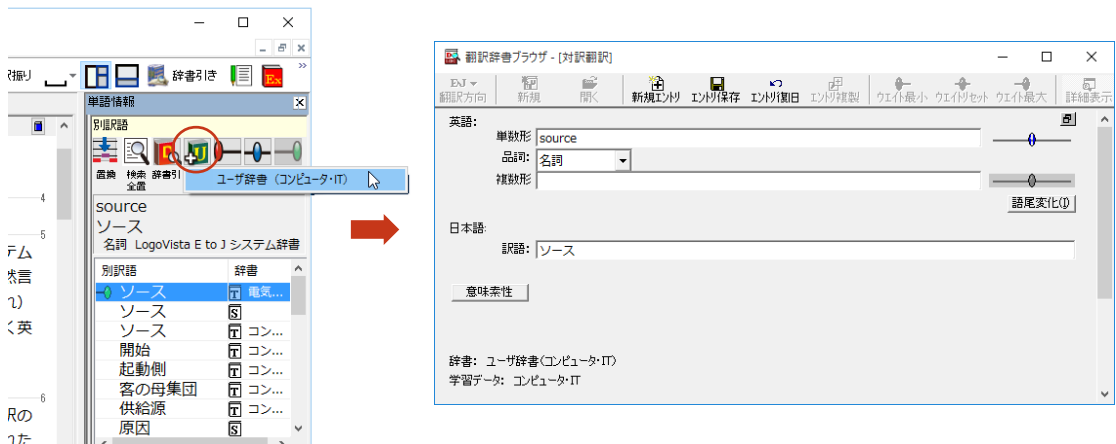 辞書引き
Ex
»
単語情報
別訳語
置換
検索全置
辞書引
ユーザ辞書（コンピュータ・IT）
4
source
ソース
名詞 LogoVista E to J システム辞書
5
テム
然言
れ）
く英
別訳語 辞書
ソース T 電気...
ソース S
ソース T コン...
開始 T コン...
起動側 T コン...
客の母集団 T コン...
供給源 T コン...
原因 S
6
訳の
翻訳辞書ブラウザ - [対訳翻訳]
EJ
翻訳方向 新規 開く 新規エントリ エントリ保存 エントリ復旧 エントリ複製 ウエイト最小 ウエイトリセット ウエイト最大 詳細表示
英語:
単数形 source
品詞: 名詞
複数形
語尾変化(I)
日本語:
訳語: ソース
意味素性
辞書: ユーザ辞書(コンピュータ・IT)
学習データ: コンピュータ・IT